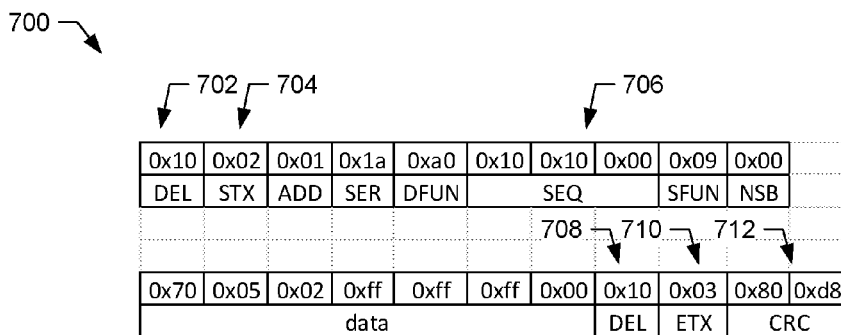 700
702 704 706
0x10 0x02 0x01 0x1a 0xa0 0x10 0x10 0x00 0x09 0x00
DEL STX ADD SER DFUN SEQ SFUN NSB
708 710 712
0x70 0x05 0x02 0xff 0xff 0xff 0x00 0x10 0x03 0x80 0xd8
data DEL ETX CRC